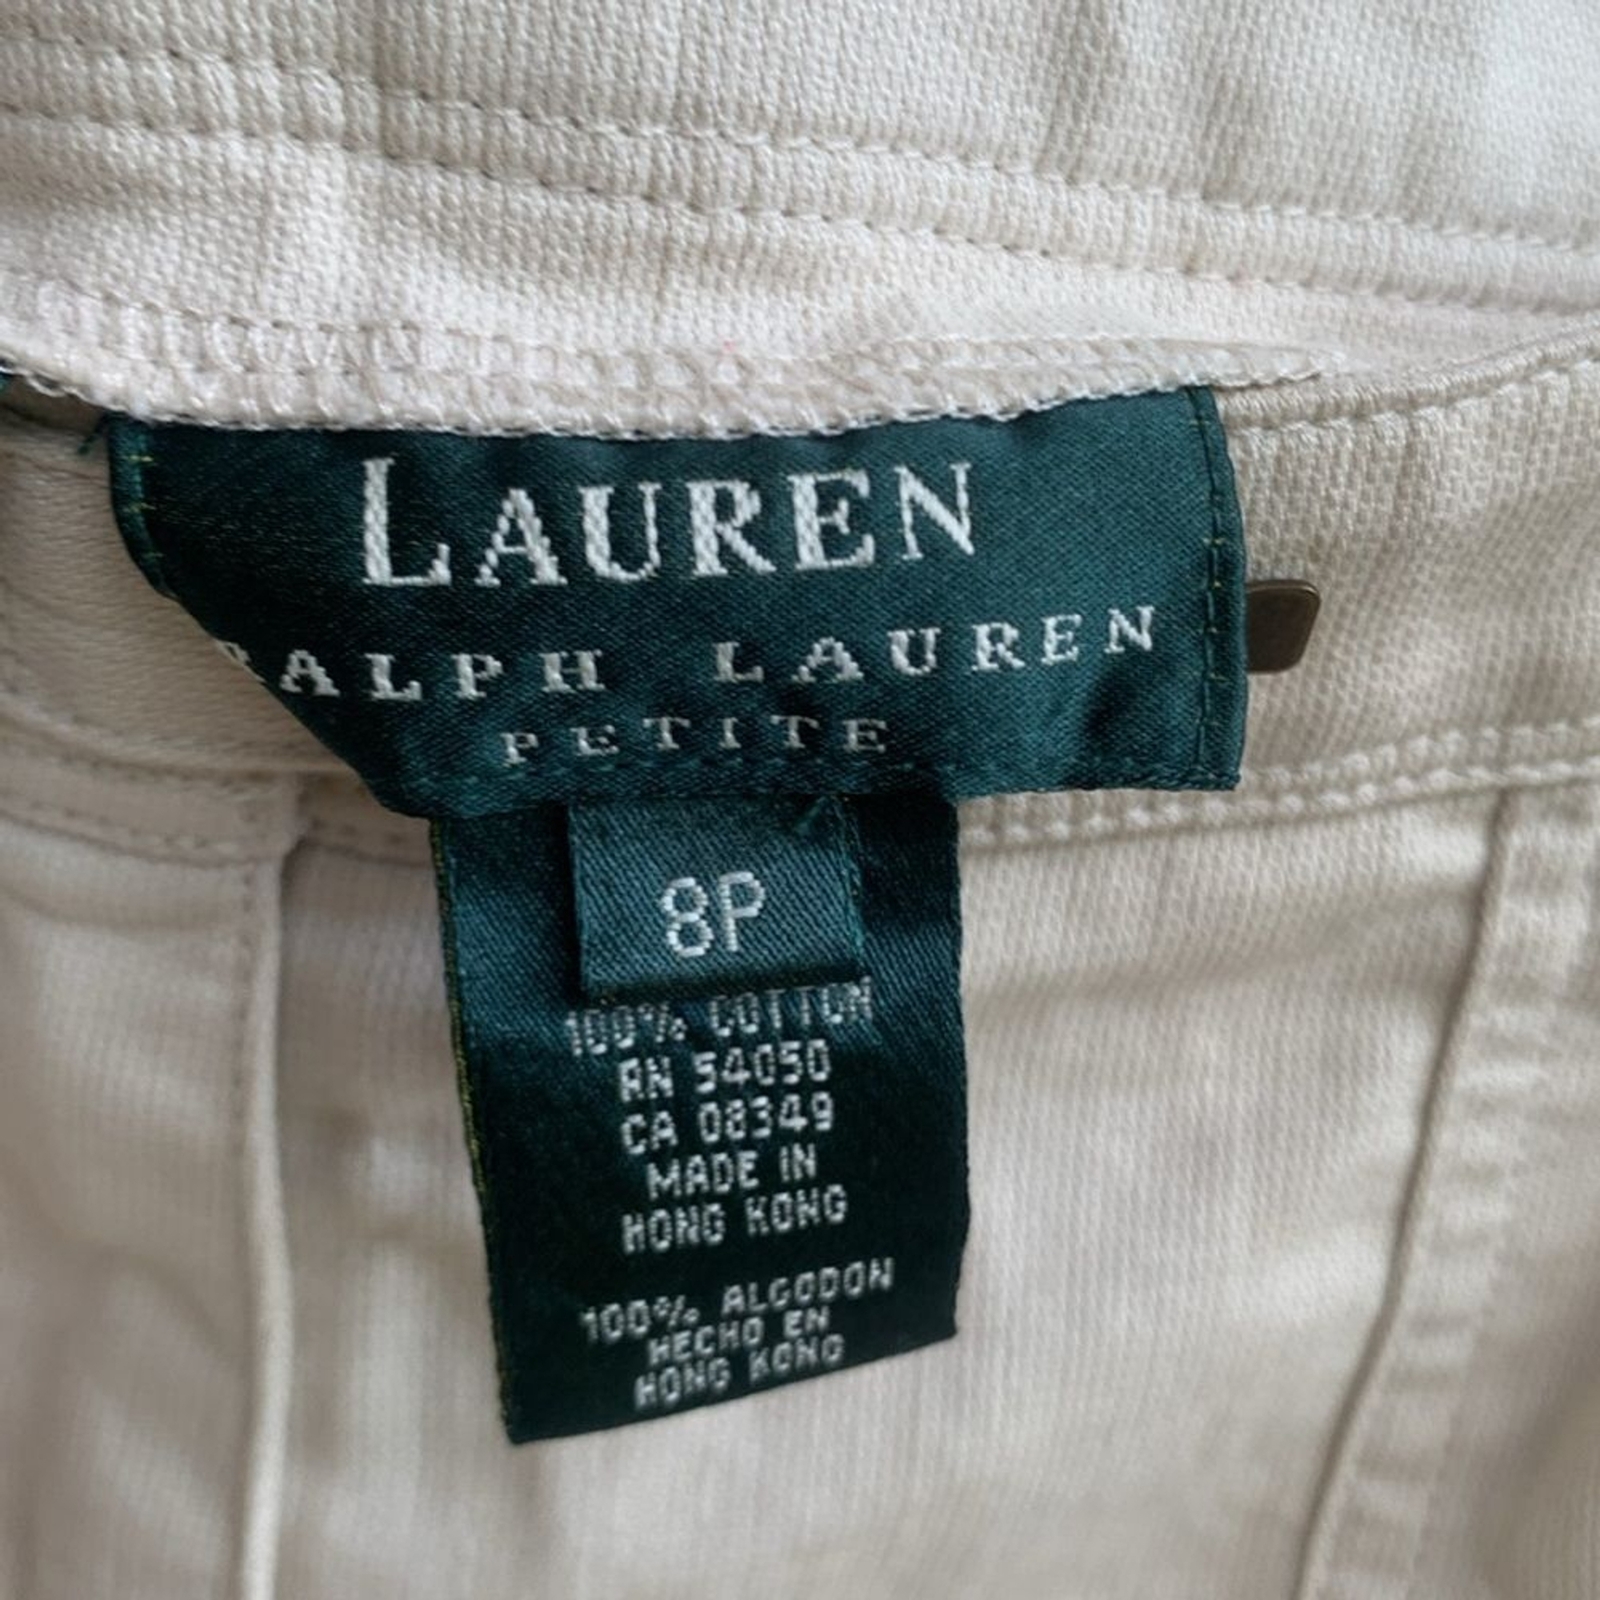 LAUREN
RALPH LAUREN
PETITE
8P
100% COTTON
RN 54050
CA 08349
MADE IN
HONG KONG
100% ALGODON
HECHO EN
HONG KONG